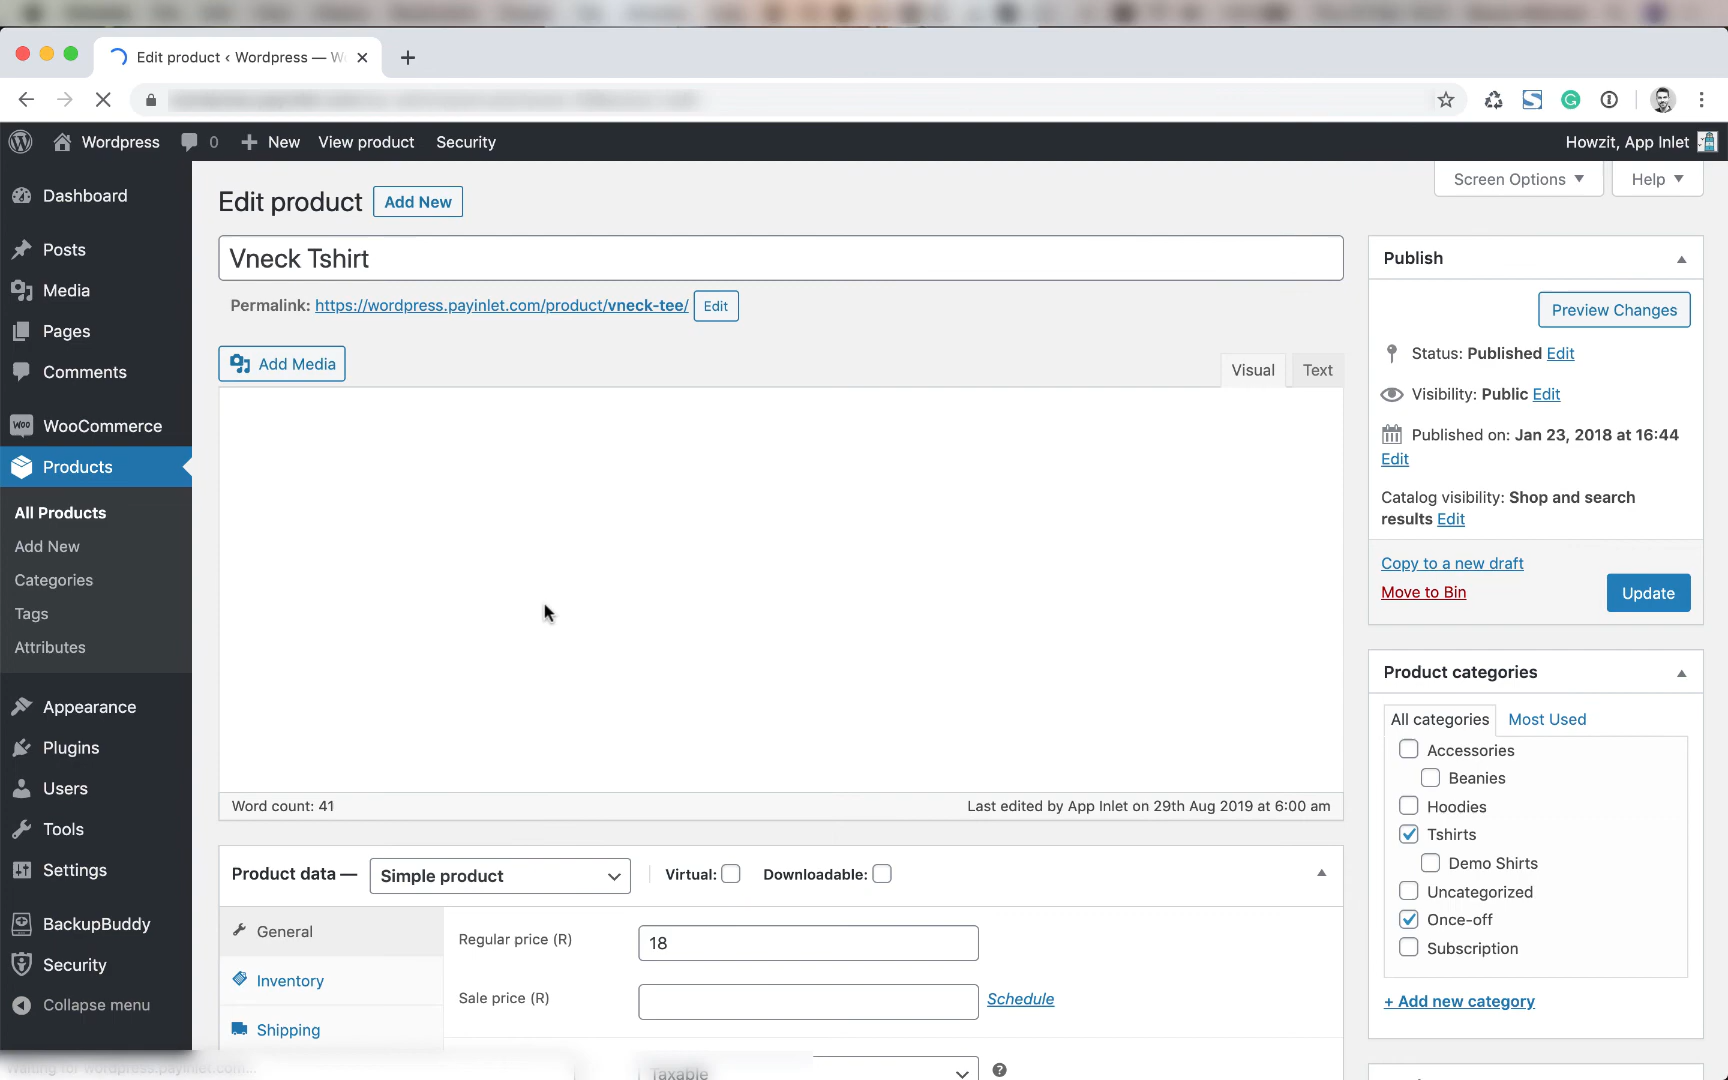 Edit product ‹ Wordpress — W
Wordpress 0 New View product Security
Howzit, App Inlet
Dashboard
Posts
Media
Pages
Comments
WooCommerce
Products
All Products
Add New
Categories
Tags
Attributes
Appearance
Plugins
Users
Tools
Settings
BackupBuddy
Security
Collapse menu
Screen Options
Help
Edit product
Add New
Vneck Tshirt
Permalink: https://wordpress.payinlet.com/product/vneck-tee/ Edit
Add Media
Visual
Text
Word count: 41
Last edited by App Inlet on 29th Aug 2019 at 6:00 am
Product data —
Simple product
Virtual:
Downloadable:
General
Inventory
Shipping
Regular price (R)
18
Sale price (R)
Schedule
Taxable
Publish
Preview Changes
Status: Published Edit
Visibility: Public Edit
Published on: Jan 23, 2018 at 16:44
Edit
Catalog visibility: Shop and search
results Edit
Copy to a new draft
Move to Bin
Update
Product categories
All categories
Most Used
Accessories
Beanies
Hoodies
Tshirts
Demo Shirts
Uncategorized
Once-off
Subscription
+ Add new category
Waiting for wordpress.payinlet.com...